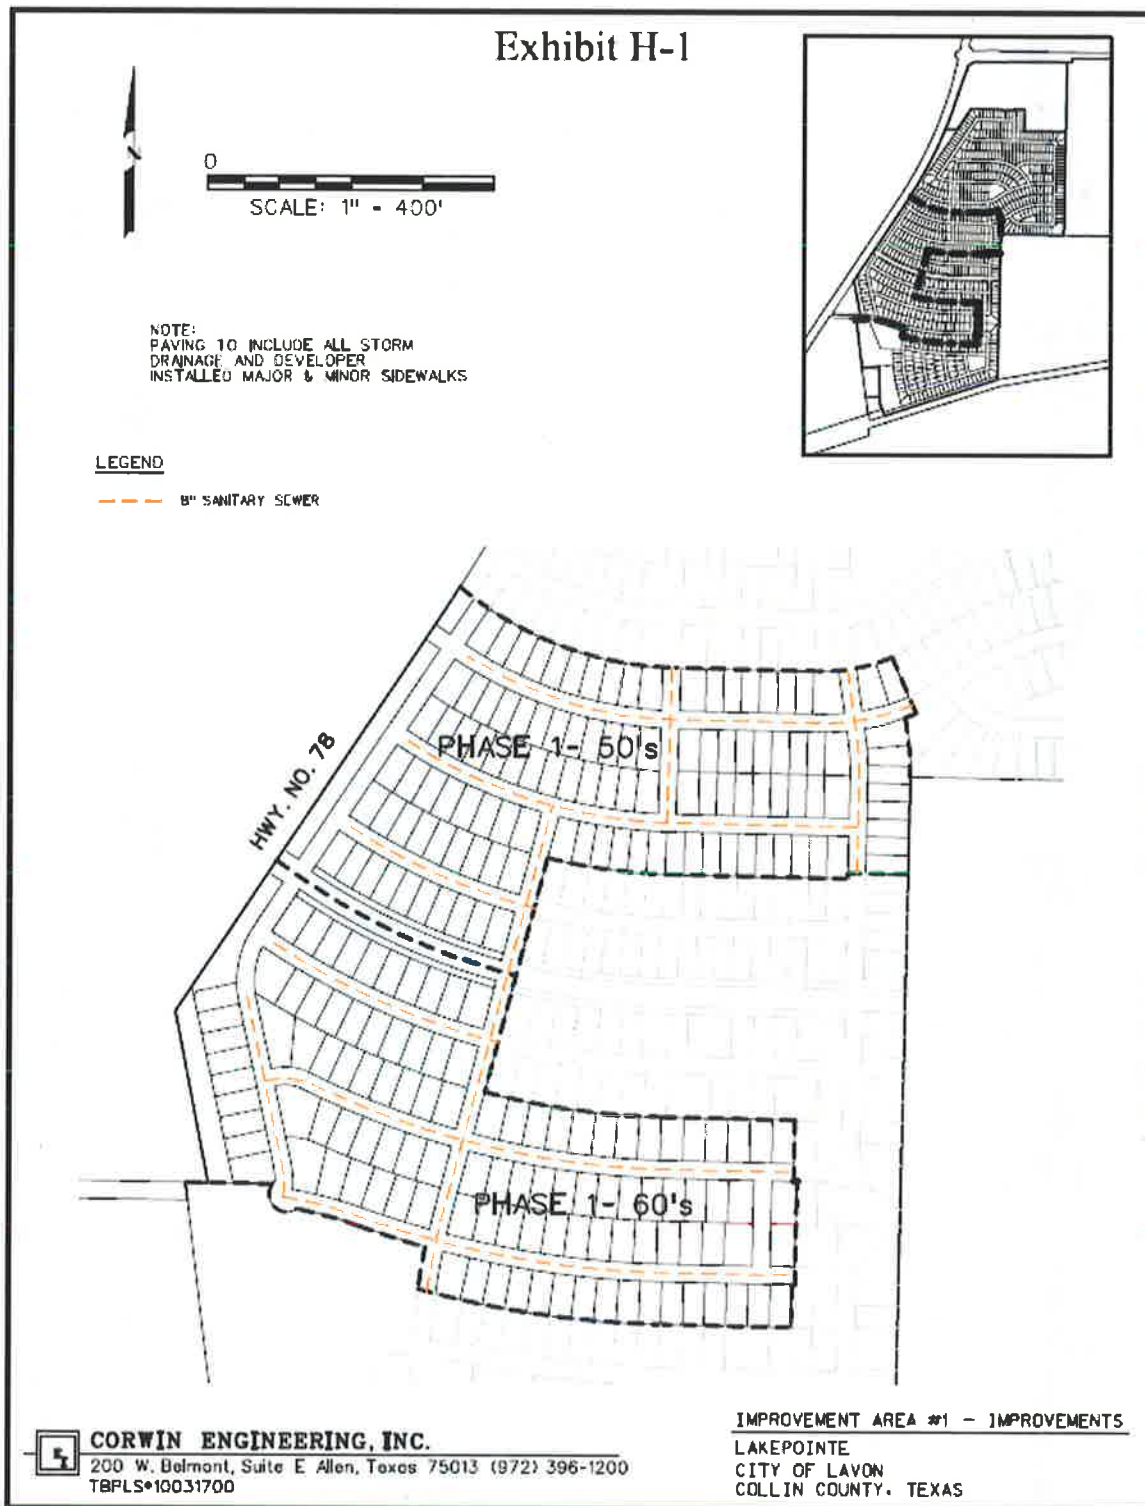 Exhibit H-1
0
SCALE: 1" - 400'
NOTE:
PAVING TO INCLUDE ALL STORM
DRAINAGE AND DEVELOPER
INSTALLED MAJOR & MINOR SIDEWALKS
LEGEND
8" SANITARY SEWER
PHASE 1- 50's
HWY. NO. 78
PHASE 1- 60's
CORWIN ENGINEERING, INC.
200 W. Belmont, Suite E Allen, Texas 75013 (972) 396-1200
TBPLS#10031700
IMPROVEMENT AREA #1 - IMPROVEMENTS
LAKEPOINTE
CITY OF LAVON
COLLIN COUNTY, TEXAS